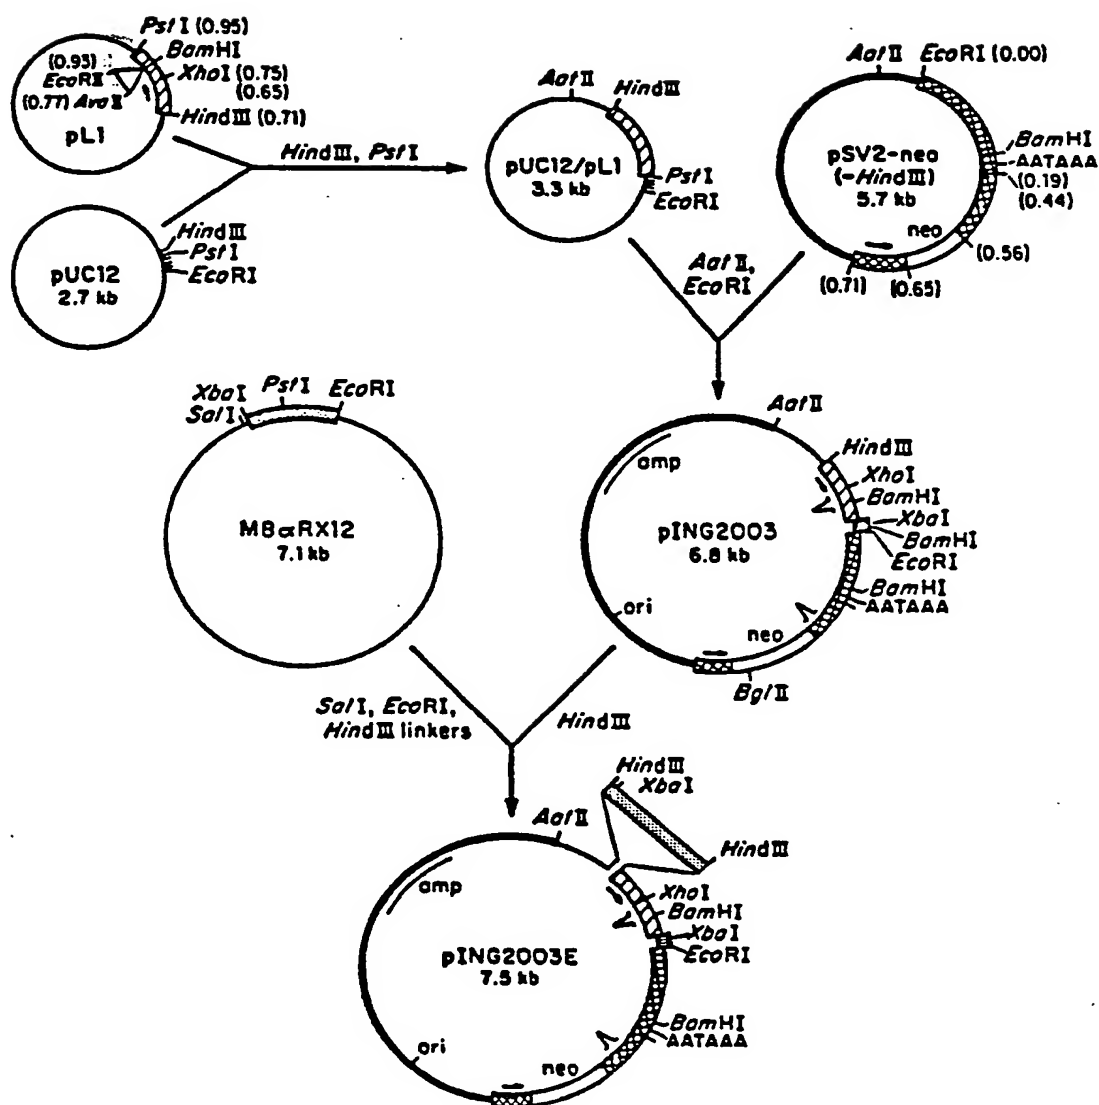 PstI (0.95)
BamHI
(0.93)
EcoRII
XhoI (0.75)
(0.65)
(0.77) AvaII
HindIII (0.71)
pL1
HindIII, PstI
HindIII
PstI
EcoRI
pUC12
2.7 kb
AatII
HindIII
pUC12/pL1
3.3 kb
PstI
EcoRI
AatII
EcoRI (0.00)
pSV2-neo
(-HindIII)
5.7 kb
BamHI
AATAAA
(0.19)
(0.44)
neo
(0.56)
(0.71)
(0.65)
AatII,
EcoRI
XbaI
PstI
EcoRI
SalI
M8αRX12
7.1 kb
AatII
amp
HindIII
XhoI
BamHI
XbaI
BamHI
EcoRI
pING2003
6.8 kb
BamHI
AATAAA
ori
neo
BglII
SalI, EcoRI,
HindIII linkers
HindIII
HindIII
XbaI
AatII
HindIII
amp
XhoI
BamHI
XbaI
EcoRI
pING2003E
7.5 kb
BamHI
AATAAA
ori
neo